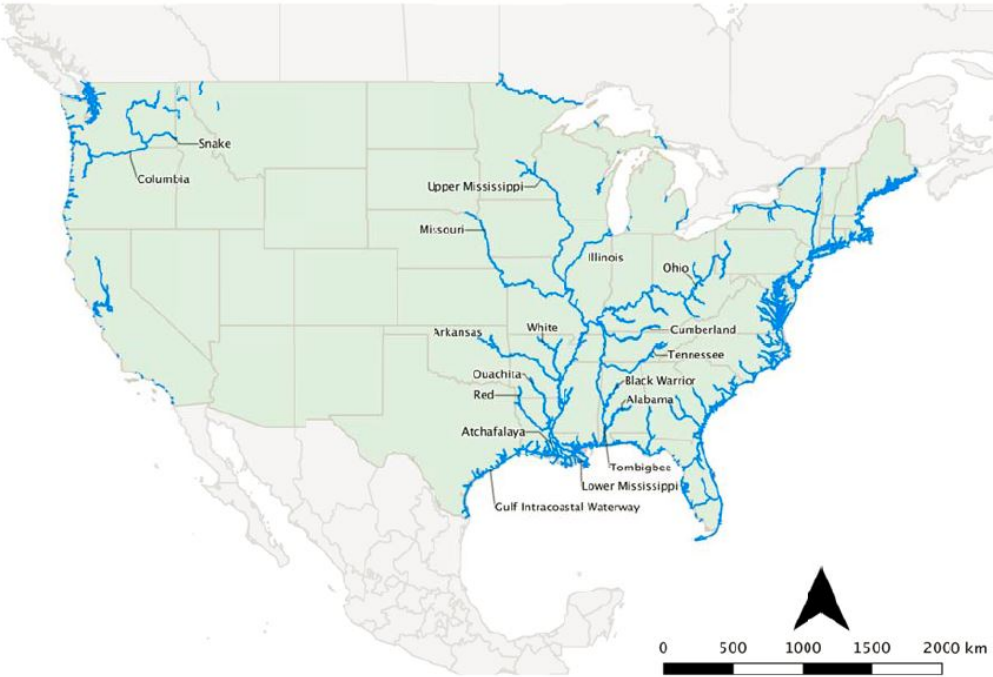 Snake
Columbia
Upper Mississippi
Missouri
Illinois
Ohio
Arkansas
White
Cumberland
Tennessee
Ouachita
Black Warrior
Red
Alabama
Atchafalaya
Tombigbee
Lower Mississippi
Gulf Intracoastal Waterway
0 500 1000 1500 2000 km